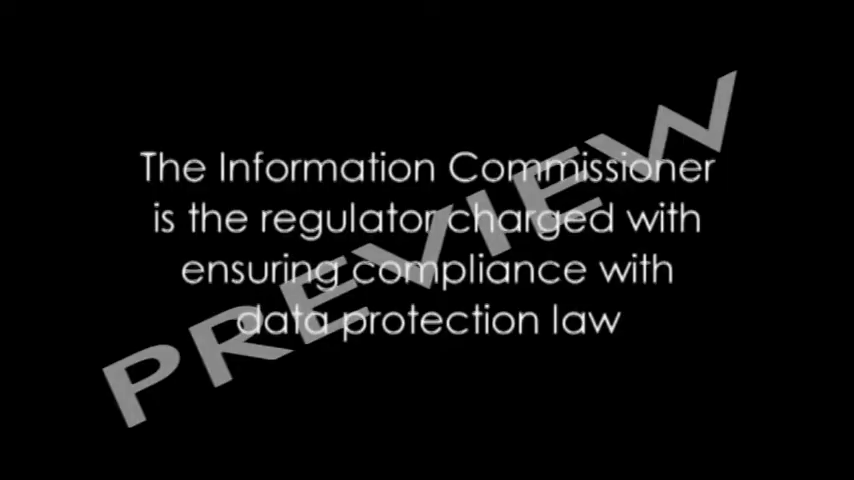 The Information Commissioner
is the regulator charged with
ensuring compliance with
data protection law
PREVIEW